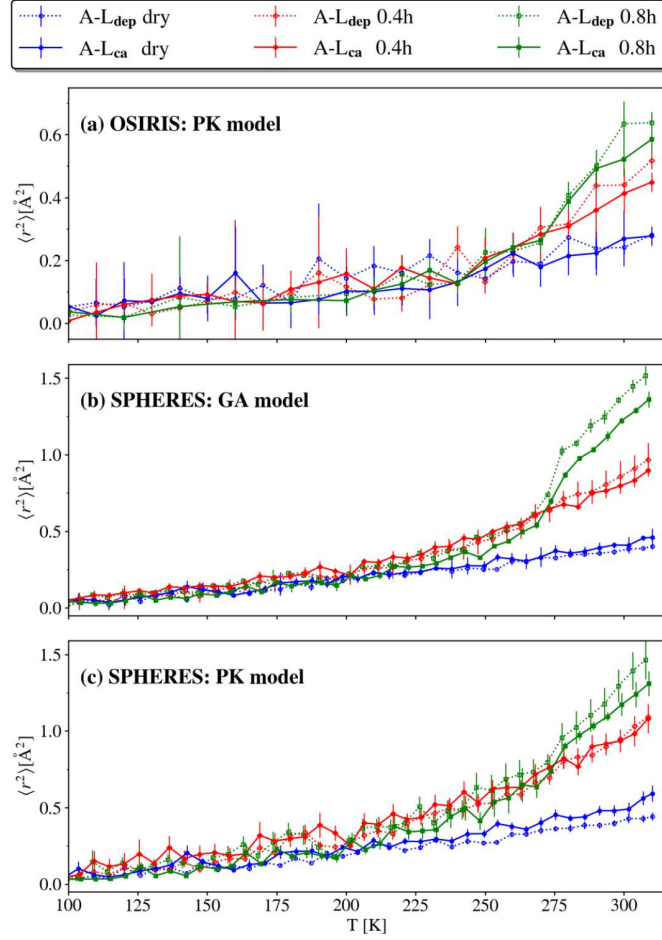 A-L_dep dry A-L_dep 0.4h A-L_dep 0.8h
A-L_ca dry A-L_ca 0.4h A-L_ca 0.8h
(a) OSIRIS: PK model
0.6
0.4
0.2
0.0
⟨r²⟩[Å²]
(b) SPHERES: GA model
1.5
1.0
0.5
0.0
⟨r²⟩[Å²]
(c) SPHERES: PK model
1.5
1.0
0.5
0.0
⟨r²⟩[Å²]
100 125 150 175 200 225 250 275 300
T [K]